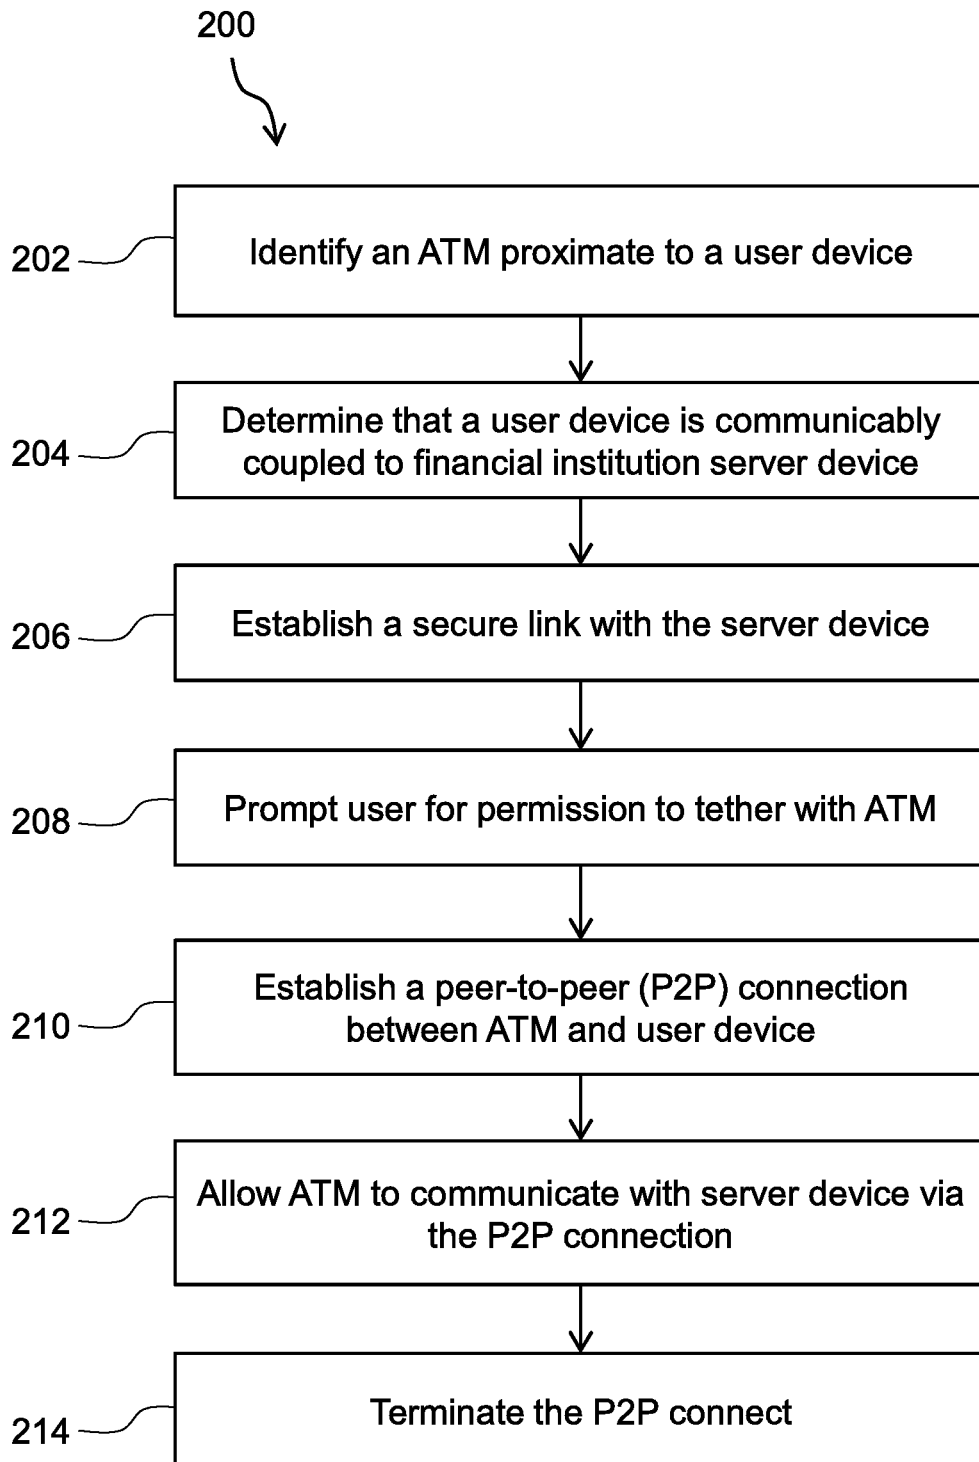 200
202
Identify an ATM proximate to a user device
204
Determine that a user device is communicably
coupled to financial institution server device
206
Establish a secure link with the server device
208
Prompt user for permission to tether with ATM
210
Establish a peer-to-peer (P2P) connection
between ATM and user device
212
Allow ATM to communicate with server device via
the P2P connection
214
Terminate the P2P connect